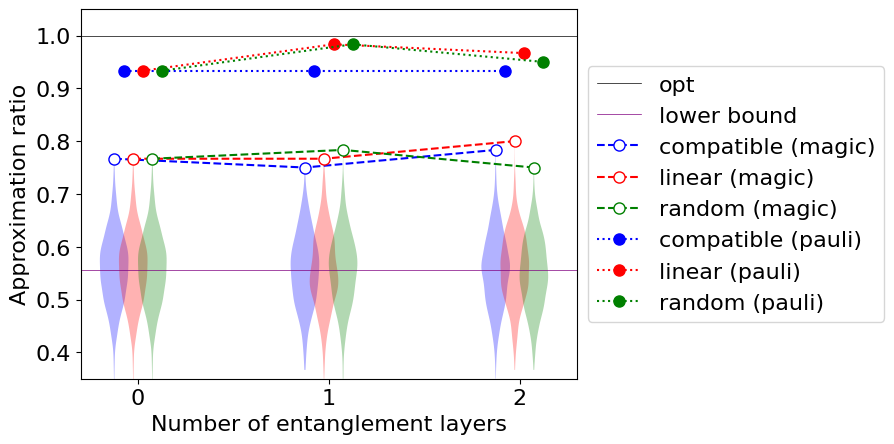 1.0
0.9
0.8
0.7
0.6
0.5
0.4
Approximation ratio
0 1 2
Number of entanglement layers
opt
lower bound
compatible (magic)
linear (magic)
random (magic)
compatible (pauli)
linear (pauli)
random (pauli)